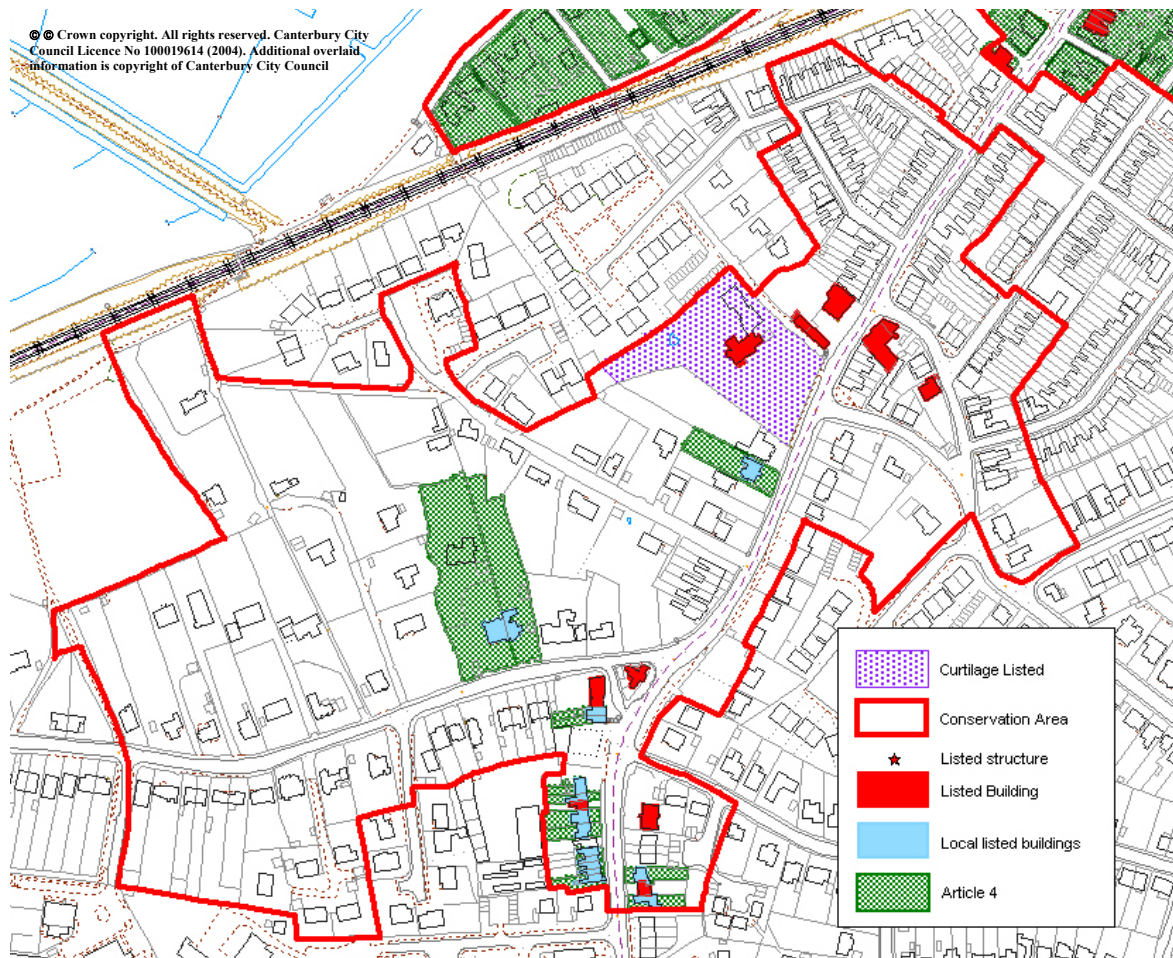 © © Crown copyright. All rights reserved. Canterbury City
Council Licence No 100019614 (2004). Additional overlaid
information is copyright of Canterbury City Council
Curtilage Listed
Conservation Area
Listed structure
Listed Building
Local listed buildings
Article 4